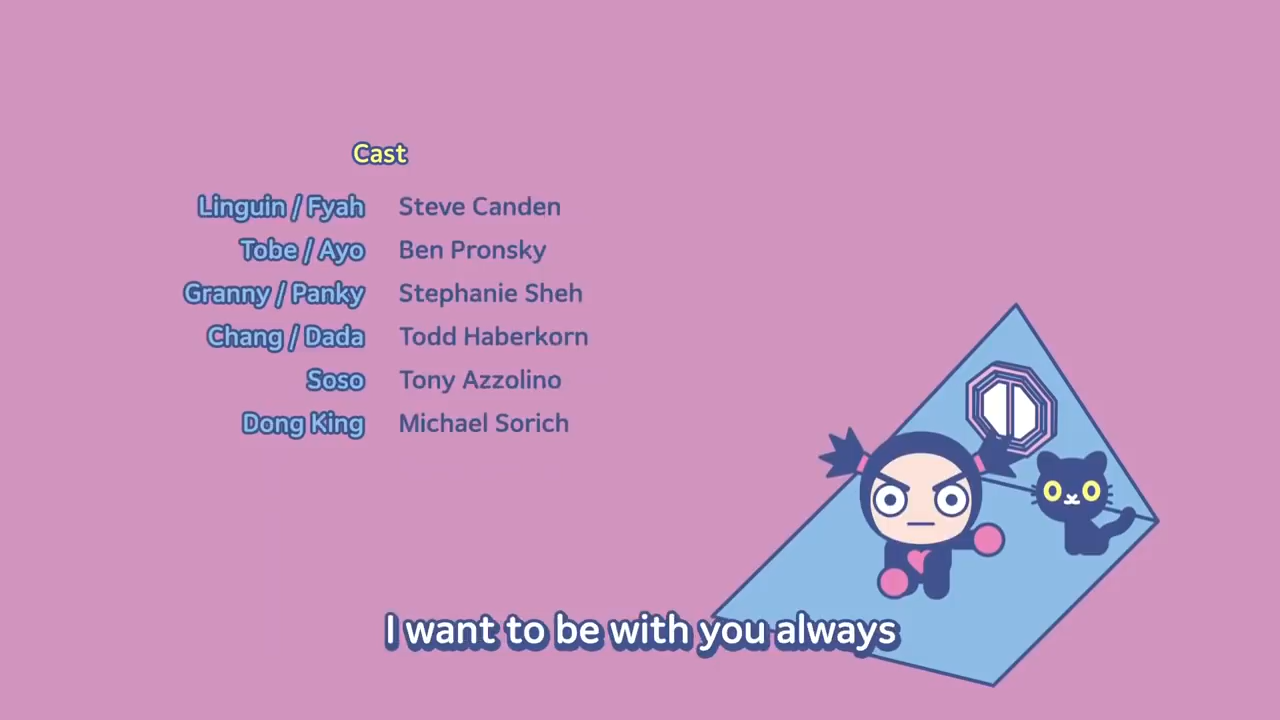 Cast
Linguin / Fyah Steve Canden
Tobe / Ayo Ben Pronsky
Granny / Panky Stephanie Sheh
Chang / Dada Todd Haberkorn
Soso Tony Azzolino
Dong King Michael Sorich
I want to be with you always